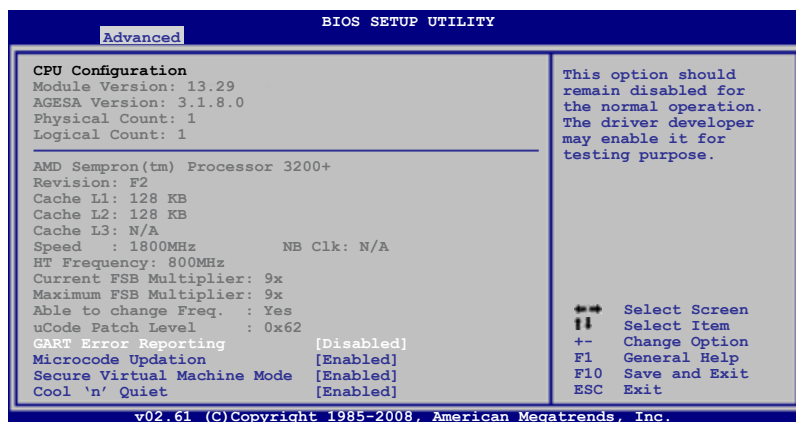 BIOS SETUP UTILITY
Advanced
CPU Configuration
Module Version: 13.29
AGESA Version: 3.1.8.0
Physical Count: 1
Logical Count: 1
AMD Sempron(tm) Processor 3200+
Revision: F2
Cache L1: 128 KB
Cache L2: 128 KB
Cache L3: N/A
Speed : 1800MHz NB Clk: N/A
HT Frequency: 800MHz
Current FSB Multiplier: 9x
Maximum FSB Multiplier: 9x
Able to change Freq. : Yes
uCode Patch Level : 0x62
GART Error Reporting [Disabled]
Microcode Updation [Enabled]
Secure Virtual Machine Mode [Enabled]
Cool ‘n’ Quiet [Enabled]
This option should
remain disabled for
the normal operation.
The driver developer
may enable it for
testing purpose.
Select Screen
Select Item
+- Change Option
F1 General Help
F10 Save and Exit
ESC Exit
v02.61 (C)Copyright 1985-2008, American Megatrends, Inc.